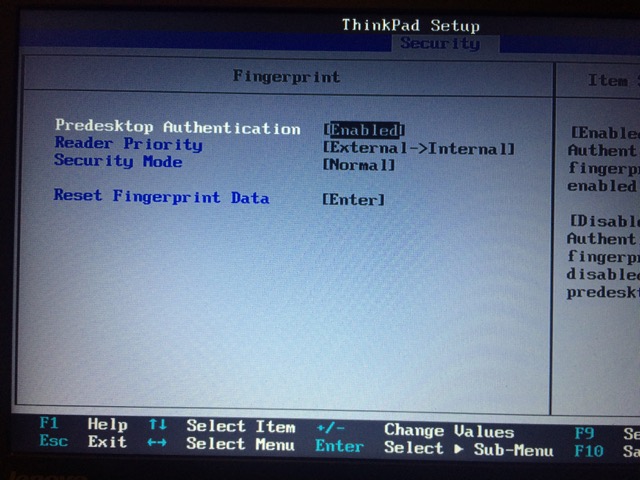 ThinkPad Setup
Security
Fingerprint
Item
Predesktop Authentication [Enabled]
Reader Priority [External->Internal]
Security Mode [Normal]
Reset Fingerprint Data [Enter]
[Enable
Authent
fingerp
enabled
[Disabl
Authent
fingerp
disable
predesk
F1 Help ↑↓ Select Item +/- Change Values F9 Se
Esc Exit ←→ Select Menu Enter Select ▶ Sub-Menu F10 Sa